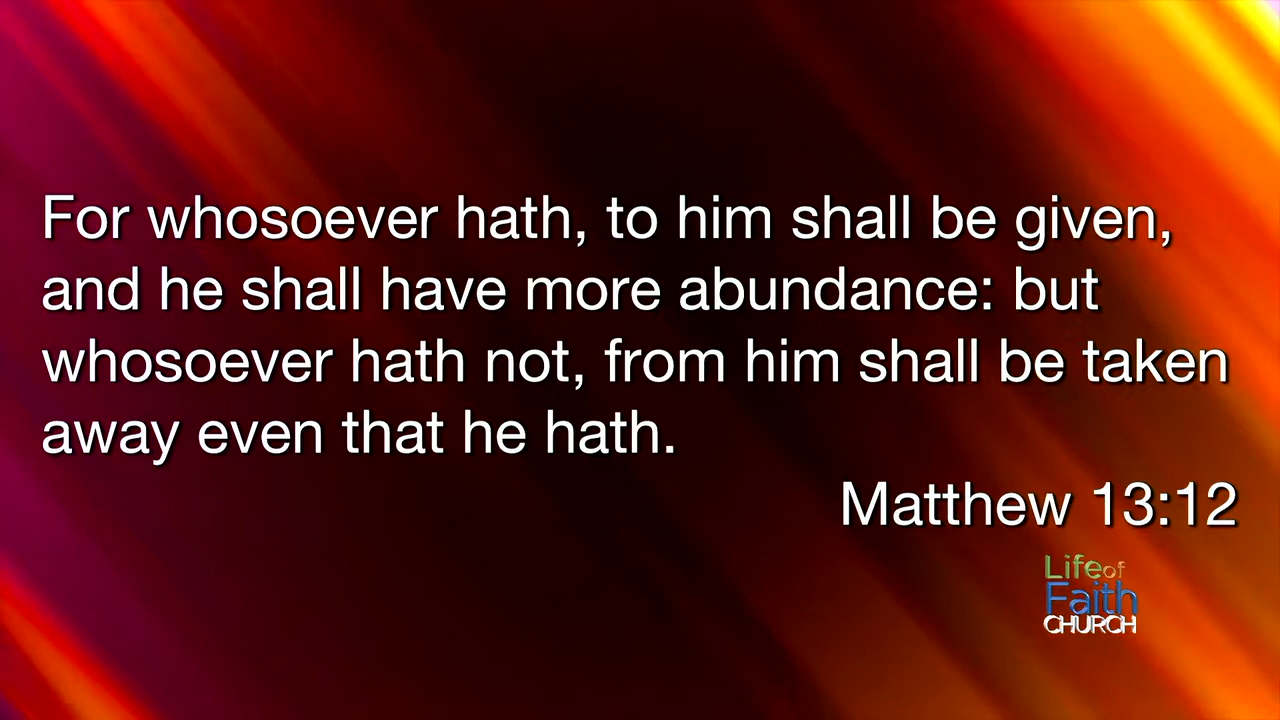 For whosoever hath, to him shall be given,
and he shall have more abundance: but
whosoever hath not, from him shall be taken
away even that he hath.
Matthew 13:12
Life of
Faith
CHURCH